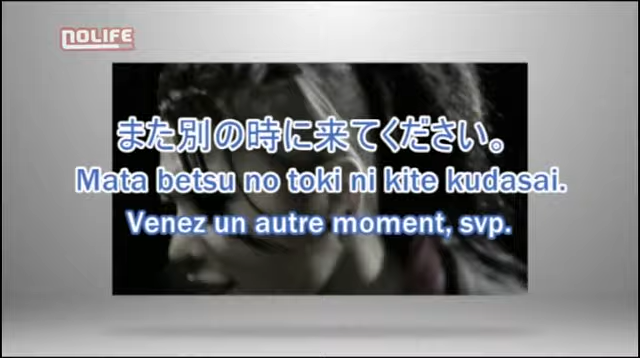 NOLIFE
また別の時に来てください。
Mata betsu no toki ni kite kudasai.
Venez un autre moment, svp.